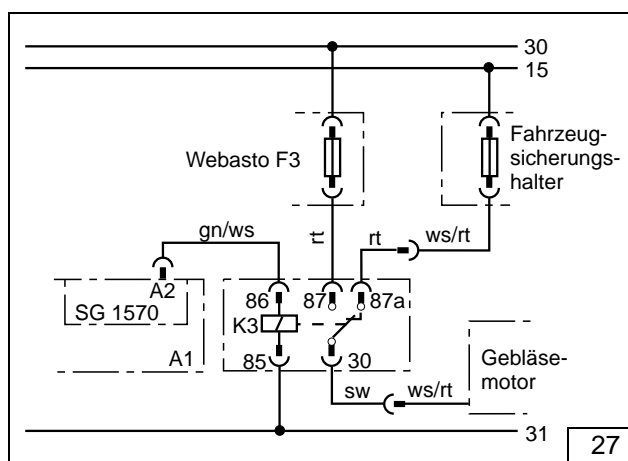 30
15
Webasto F3
Fahrzeug-
sicherungs-
halter
gn/ws
rt
rt
ws/rt
A2
SG 1570
A1
86
87
87a
K3
85
30
Gebläse-
motor
sw
ws/rt
31
27